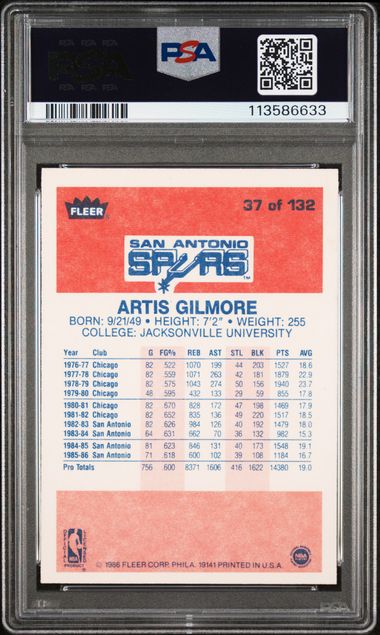 PSA
113586633
FLEER
37 of 132
SAN ANTONIO
SPURS
TM
ARTIS GILMORE
BORN: 9/21/49 • HEIGHT: 7'2" • WEIGHT: 255
COLLEGE: JACKSONVILLE UNIVERSITY
Year Club G FG% REB AST STL BLK PTS AVG
1976-77 Chicago 82 .522 1070 199 44 203 1527 18.6
1977-78 Chicago 82 .559 1071 263 42 181 1879 22.9
1978-79 Chicago 82 .575 1043 274 50 156 1940 23.7
1979-80 Chicago 48 .595 432 133 29 59 855 17.8
1980-81 Chicago 82 .670 828 172 47 198 1469 17.9
1981-82 Chicago 82 .652 835 136 49 220 1517 18.5
1982-83 San Antonio 82 .626 984 126 40 192 1479 18.0
1983-84 San Antonio 64 .631 662 70 36 132 982 15.3
1984-85 San Antonio 81 .623 846 131 40 173 1548 19.1
1985-86 San Antonio 71 .618 600 102 39 108 1184 16.7
Pro Totals 756 .600 8371 1606 416 1622 14380 19.0
OFFICIAL
LICENSED
NBA
PRODUCT
© 1986 FLEER CORP. PHILA. 19141 PRINTED IN U.S.A.
NBA
PSA